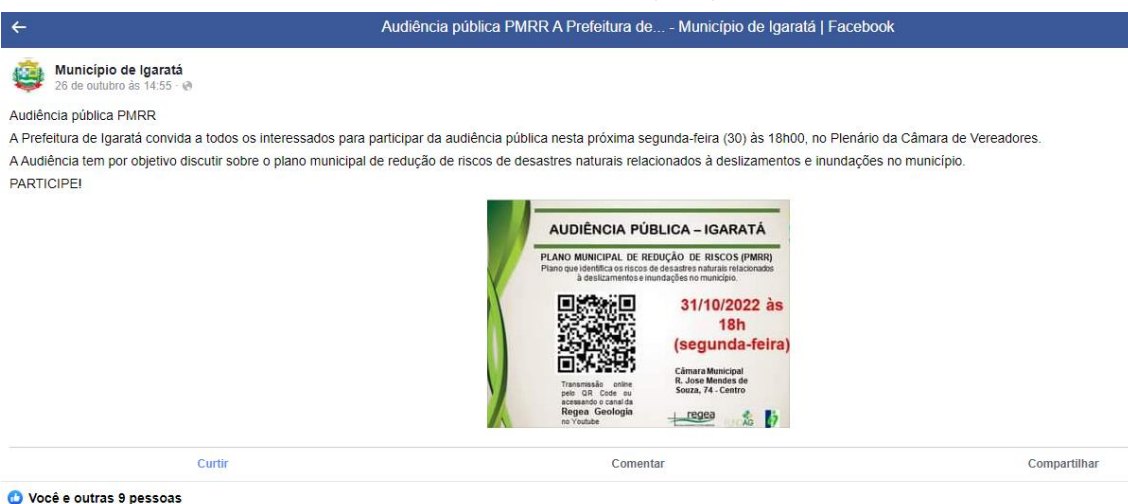 Audiência pública PMRR A Prefeitura de... - Município de Igaratá | Facebook
Município de Igaratá
26 de outubro às 14:55 ·
Audiência pública PMRR
A Prefeitura de Igaratá convida a todos os interessados para participar da audiência pública nesta próxima segunda-feira (30) às 18h00, no Plenário da Câmara de Vereadores.
A Audiência tem por objetivo discutir sobre o plano municipal de redução de riscos de desastres naturais relacionados à deslizamentos e inundações no município.
PARTICIPE!
AUDIÊNCIA PÚBLICA – IGARATÁ
PLANO MUNICIPAL DE REDUÇÃO DE RISCOS (PMRR)
Plano que identifica os riscos de desastres naturais relacionados
à deslizamentos e inundações no município.
31/10/2022 às
18h
(segunda-feira)
Câmara Municipal
R. Jose Mendes de
Souza, 74 - Centro
Transmissão online
pelo QR Code ou
acessando o canal da
Regea Geologia
no Youtube
regea
FUNDAG
Curtir
Comentar
Compartilhar
Você e outras 9 pessoas